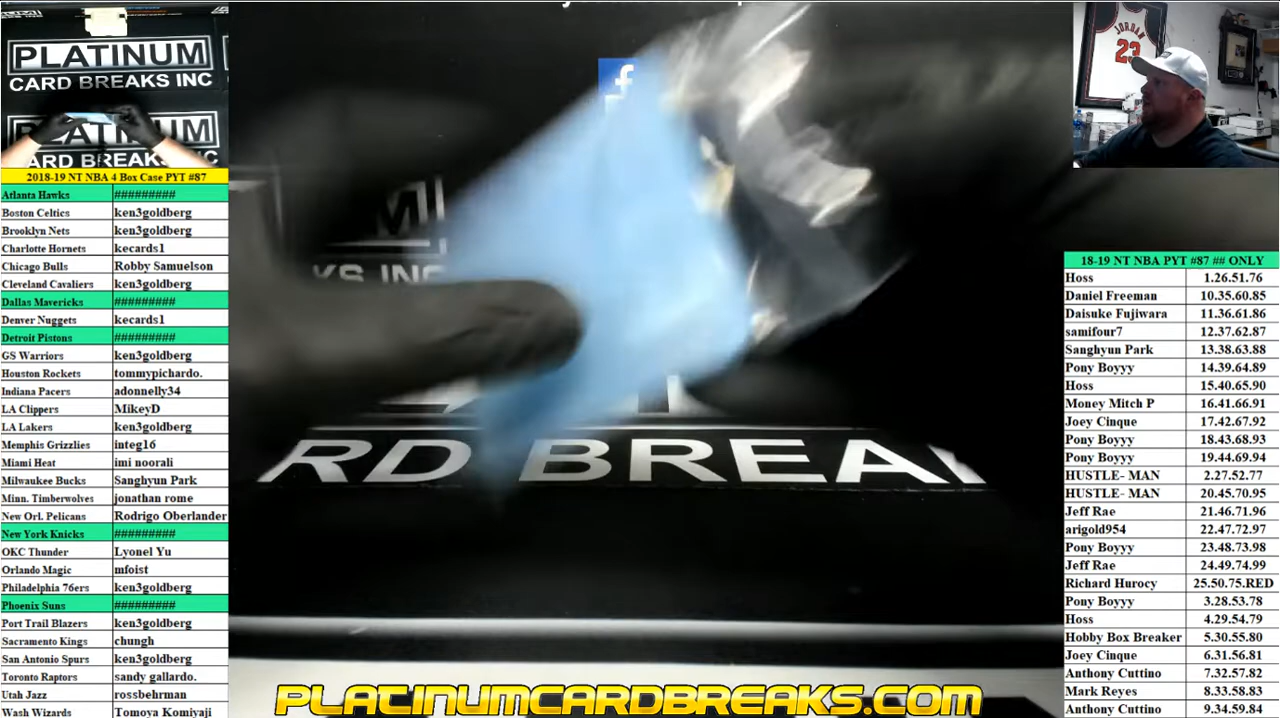 PLATINUM
CARD BREAKS INC
CARD BREAKS INC
2018-19 NT NBA 4 Box Case PYT #87
Atlanta Hawks #########
Boston Celtics ken3goldberg
Brooklyn Nets ken3goldberg
Charlotte Hornets kecards1
Chicago Bulls Robby Samuelson
Cleveland Cavaliers ken3goldberg
Dallas Mavericks #########
Denver Nuggets kecards1
Detroit Pistons #########
GS Warriors ken3goldberg
Houston Rockets tommypichardo.
Indiana Pacers adonnelly34
LA Clippers MikeyD
LA Lakers ken3goldberg
Memphis Grizzlies integ16
Miami Heat imi noorali
Milwaukee Bucks Sanghyun Park
Minn. Timberwolves jonathan rome
New Orl. Pelicans Rodrigo Oberlander
New York Knicks #########
OKC Thunder Lyonel Yu
Orlando Magic mfoist
Philadelphia 76ers ken3goldberg
Phoenix Suns #########
Port Trail Blazers ken3goldberg
Sacramento Kings chungh
San Antonio Spurs ken3goldberg
Toronto Raptors sandy gallardo.
Utah Jazz rossbehrman
Wash Wizards Tomoya Komiyaji
f
KS INC
RD BREA
PLATINUMCARDBREAKS.COM
JORDAN
23
18-19 NT NBA PYT #87 ## ONLY
Hoss 1.26.51.76
Daniel Freeman 10.35.60.85
Daisuke Fujiwara 11.36.61.86
samifour7 12.37.62.87
Sanghyun Park 13.38.63.88
Pony Boyyy 14.39.64.89
Hoss 15.40.65.90
Money Mitch P 16.41.66.91
Joey Cinque 17.42.67.92
Pony Boyyy 18.43.68.93
Pony Boyyy 19.44.69.94
HUSTLE- MAN 2.27.52.77
HUSTLE- MAN 20.45.70.95
Jeff Rae 21.46.71.96
arigold954 22.47.72.97
Pony Boyyy 23.48.73.98
Jeff Rae 24.49.74.99
Richard Hurocy 25.50.75.RED
Pony Boyyy 3.28.53.78
Hoss 4.29.54.79
Hobby Box Breaker 5.30.55.80
Joey Cinque 6.31.56.81
Anthony Cuttino 7.32.57.82
Mark Reyes 8.33.58.83
Anthony Cuttino 9.34.59.84